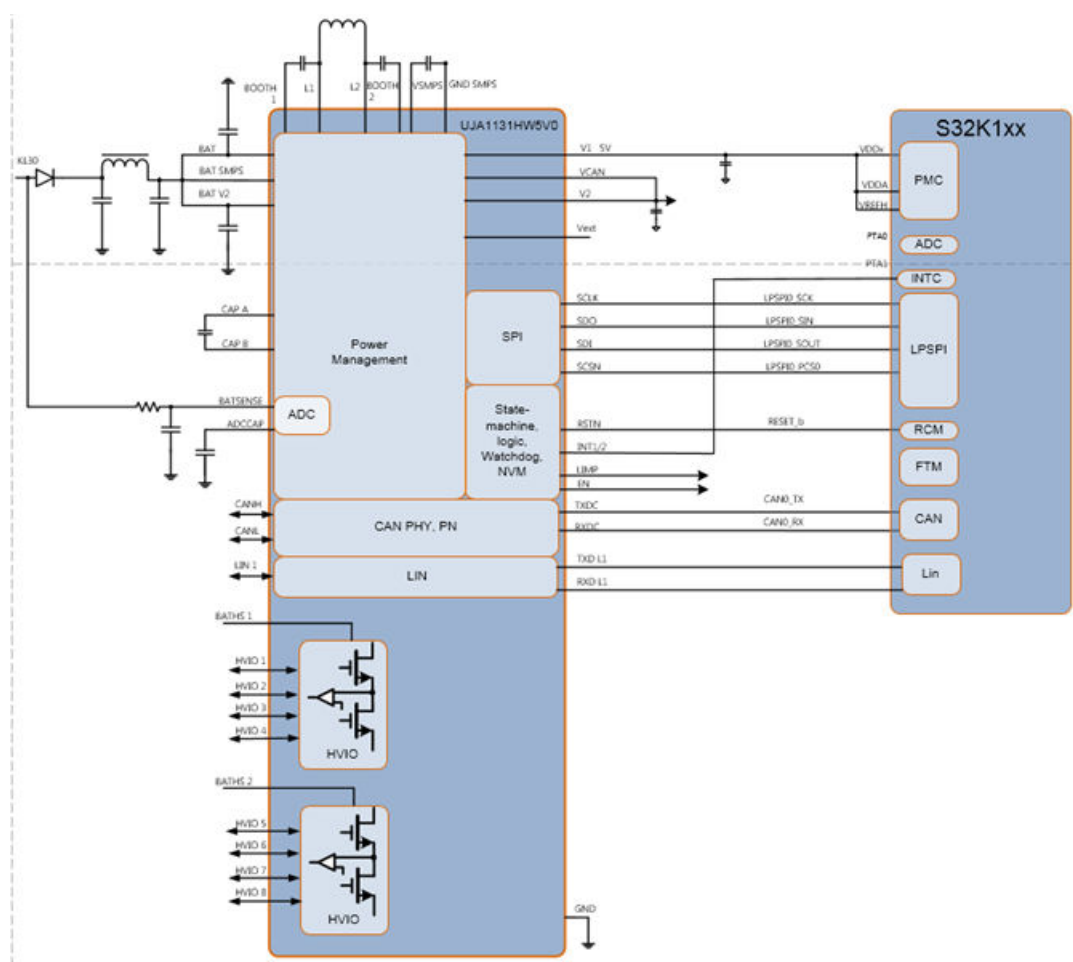 BOOTH 1
L1
L2
BOOTH 2
VSMPS
GND SMPS
UJA1131HW5V0
S32K1xx
KL30
BAT
BAT SMPS
BAT V2
V1 5V
VCAN
V2
Vext
VDDx
VDDA
VREFH
PMC
PTA0
ADC
PTA1
INTC
CAP A
CAP B
Power
Management
SPI
SCLK
SDO
SDI
SCSN
LPSPI0_SCK
LPSPI0_SIN
LPSPI0_SOUT
LPSPI0_PCS0
LPSPI
BATSENSE
ADCCAP
ADC
State-
machine,
logic,
Watchdog,
NVM
RSTN
INT1/2
LIMP
EN
RESET_b
RCM
FTM
CANH
CANL
CAN PHY, PN
TXDC
RXDC
CAN0_TX
CAN0_RX
CAN
LIN 1
LIN
TXD L1
RXD L1
Lin
BATHS 1
HVIO 1
HVIO 2
HVIO 3
HVIO 4
HVIO
BATHS 2
HVIO 5
HVIO 6
HVIO 7
HVIO 8
HVIO
GND